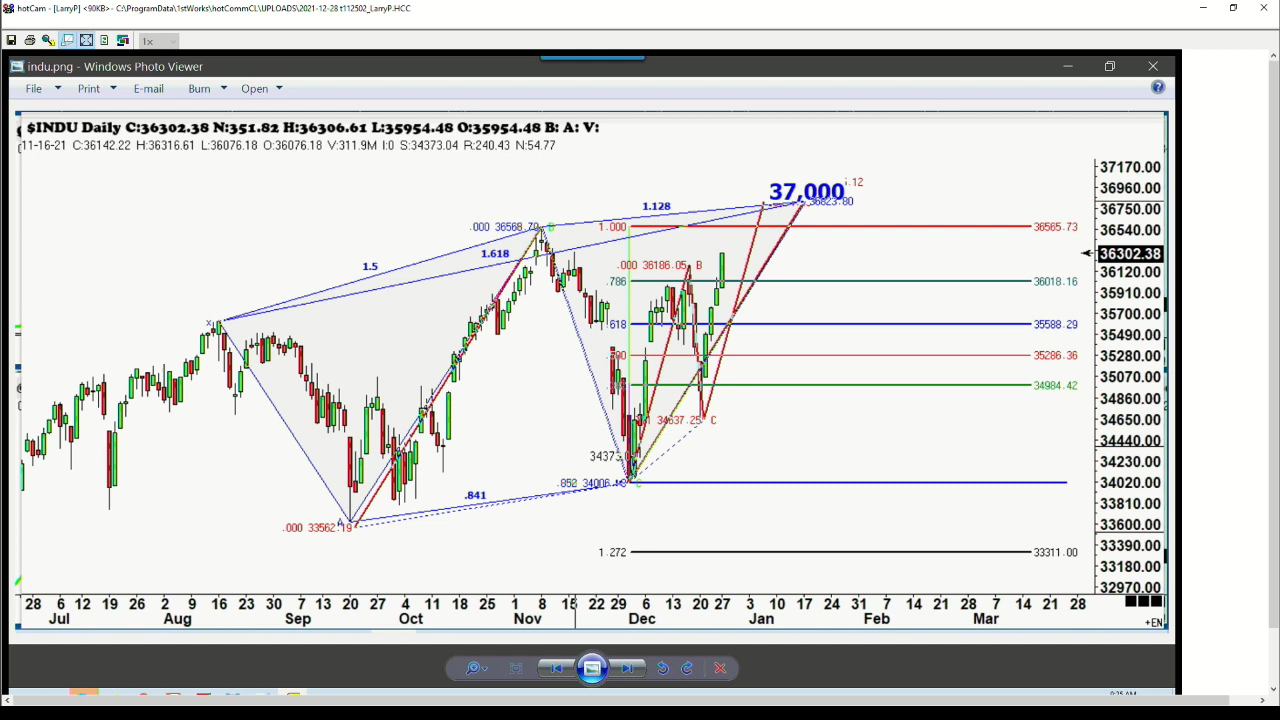 hotCam - [LarryP] <90KB>- C:\ProgramData\1stWorks\hotCommCL\UPLOADS\2021-12-28 t112502_LarryP.HCC
1x
indu.png - Windows Photo Viewer
File Print E-mail Burn Open
$INDU Daily C:36302.38 N:351.82 H:36306.61 L:35954.48 O:35954.48 B: A: V:
11-16-21 C:36142.22 H:36316.61 L:36076.18 O:36076.18 V:311.9M I:0 S:34373.04 R:240.43 N:54.77
37170.00
37,000
36960.00
36823.80
1.128
36750.00
.000 36568.79 B
1.000
36565.73
36540.00
1.618
36302.38
1.5
.000 36186.05 B
36120.00
.786
36018.16
35910.00
35700.00
X
.618
35588.29
35490.00
35286.36
35280.00
35070.00
34984.42
34860.00
34637.25 C
34650.00
34440.00
34373
34230.00
34020.00
.841
33810.00
.000 33562.19 A
33600.00
1.272
33311.00
33390.00
33180.00
32970.00
28 6 12 19 26 2 9 16 23 30 7 13 20 27 4 11 18 25 1 8 15 22 29 6 13 20 27 3 10 17 24 31 7 14 21 28 7 14 21 28
Jul Aug Sep Oct Nov Dec Jan Feb Mar
+EN